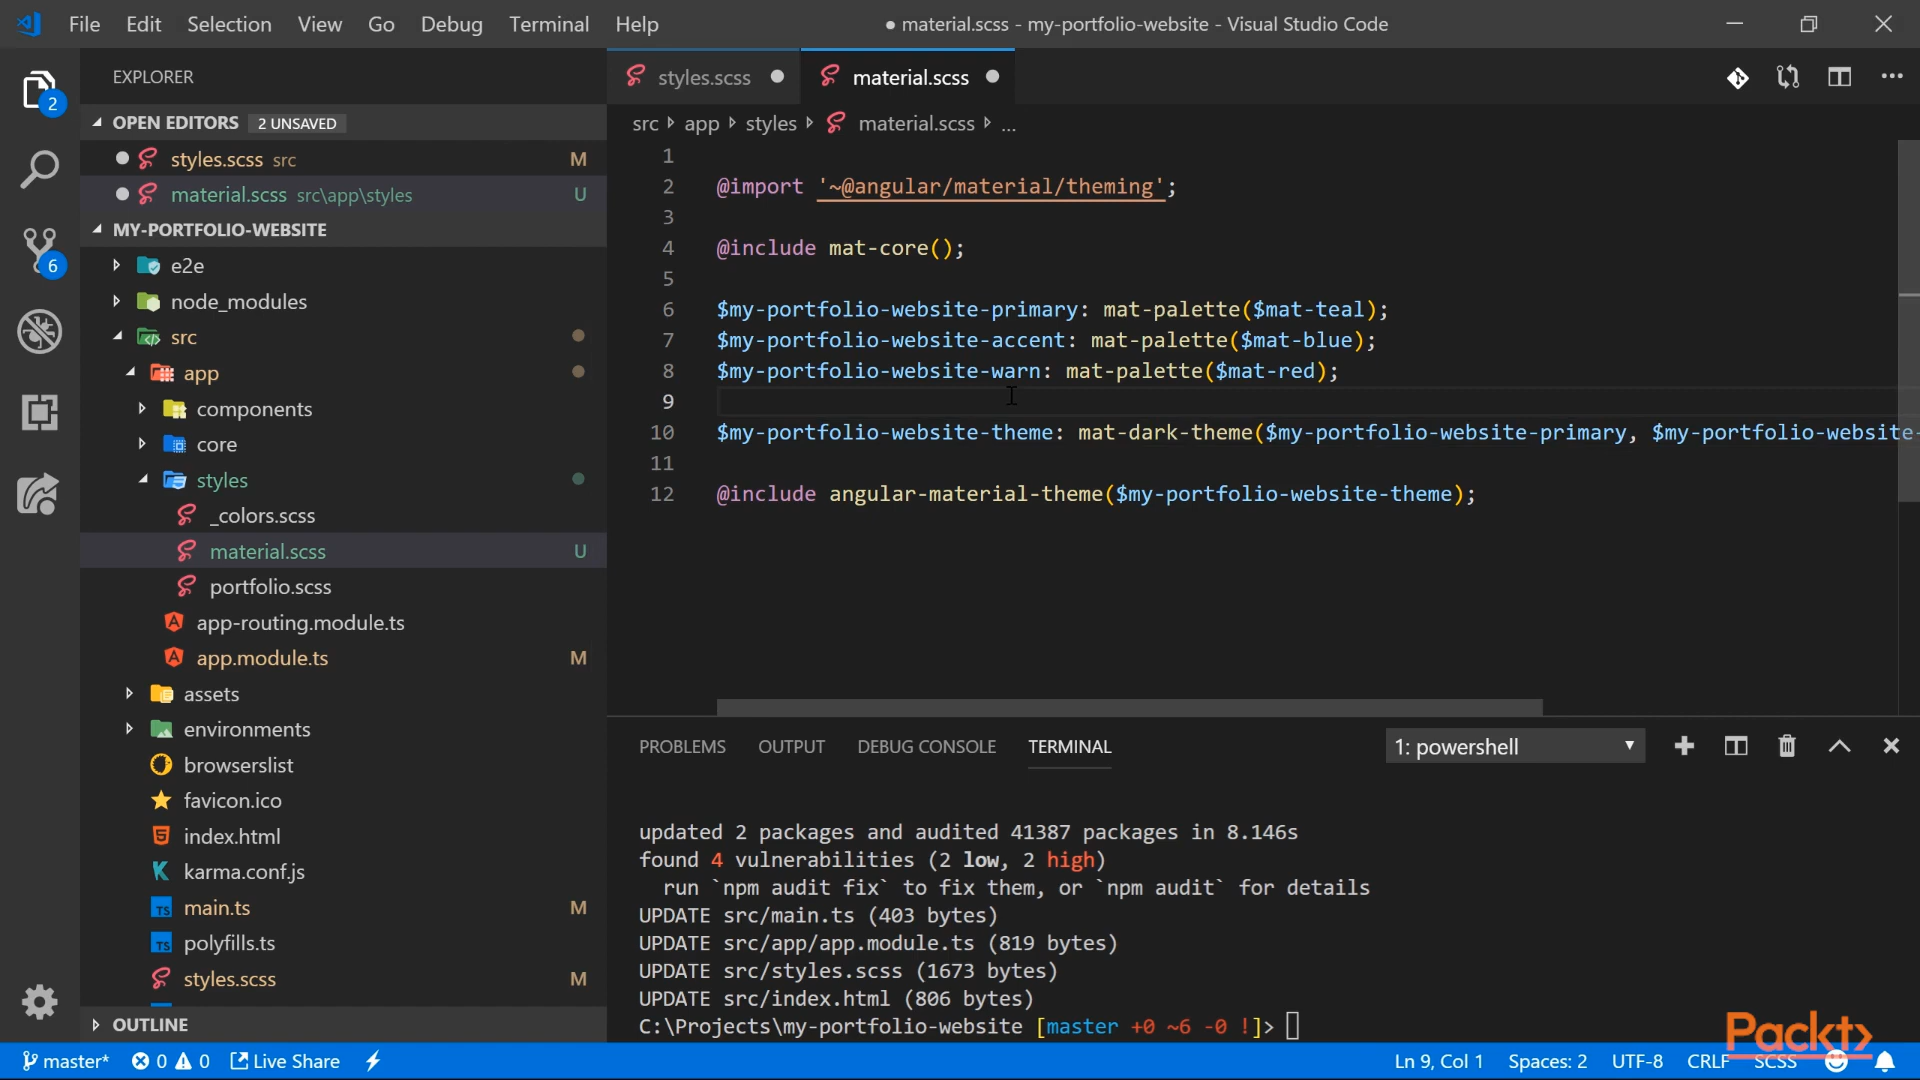 File Edit Selection View Go Debug Terminal Help
● material.scss - my-portfolio-website - Visual Studio Code
EXPLORER
2
OPEN EDITORS 2 UNSAVED
styles.scss src M
material.scss src\app\styles U
MY-PORTFOLIO-WEBSITE
6
e2e
node_modules
src
app
components
core
styles
_colors.scss
material.scss U
portfolio.scss
app-routing.module.ts
app.module.ts M
assets
environments
browserslist
favicon.ico
index.html
karma.conf.js
main.ts M
polyfills.ts
styles.scss M
OUTLINE
styles.scss material.scss
src app styles material.scss ...
1
2 @import '~@angular/material/theming';
3
4 @include mat-core();
5
6 $my-portfolio-website-primary: mat-palette($mat-teal);
7 $my-portfolio-website-accent: mat-palette($mat-blue);
8 $my-portfolio-website-warn: mat-palette($mat-red);
9
10 $my-portfolio-website-theme: mat-dark-theme($my-portfolio-website-primary, $my-portfolio-website-
11
12 @include angular-material-theme($my-portfolio-website-theme);
PROBLEMS OUTPUT DEBUG CONSOLE TERMINAL 1: powershell
updated 2 packages and audited 41387 packages in 8.146s
found 4 vulnerabilities (2 low, 2 high)
run `npm audit fix` to fix them, or `npm audit` for details
UPDATE src/main.ts (403 bytes)
UPDATE src/app/app.module.ts (819 bytes)
UPDATE src/styles.scss (1673 bytes)
UPDATE src/index.html (806 bytes)
C:\Projects\my-portfolio-website [master +0 ~6 -0 !]>
Packt>
master* 0 0 Live Share Ln 9, Col 1 Spaces: 2 UTF-8 CRLF SCSS